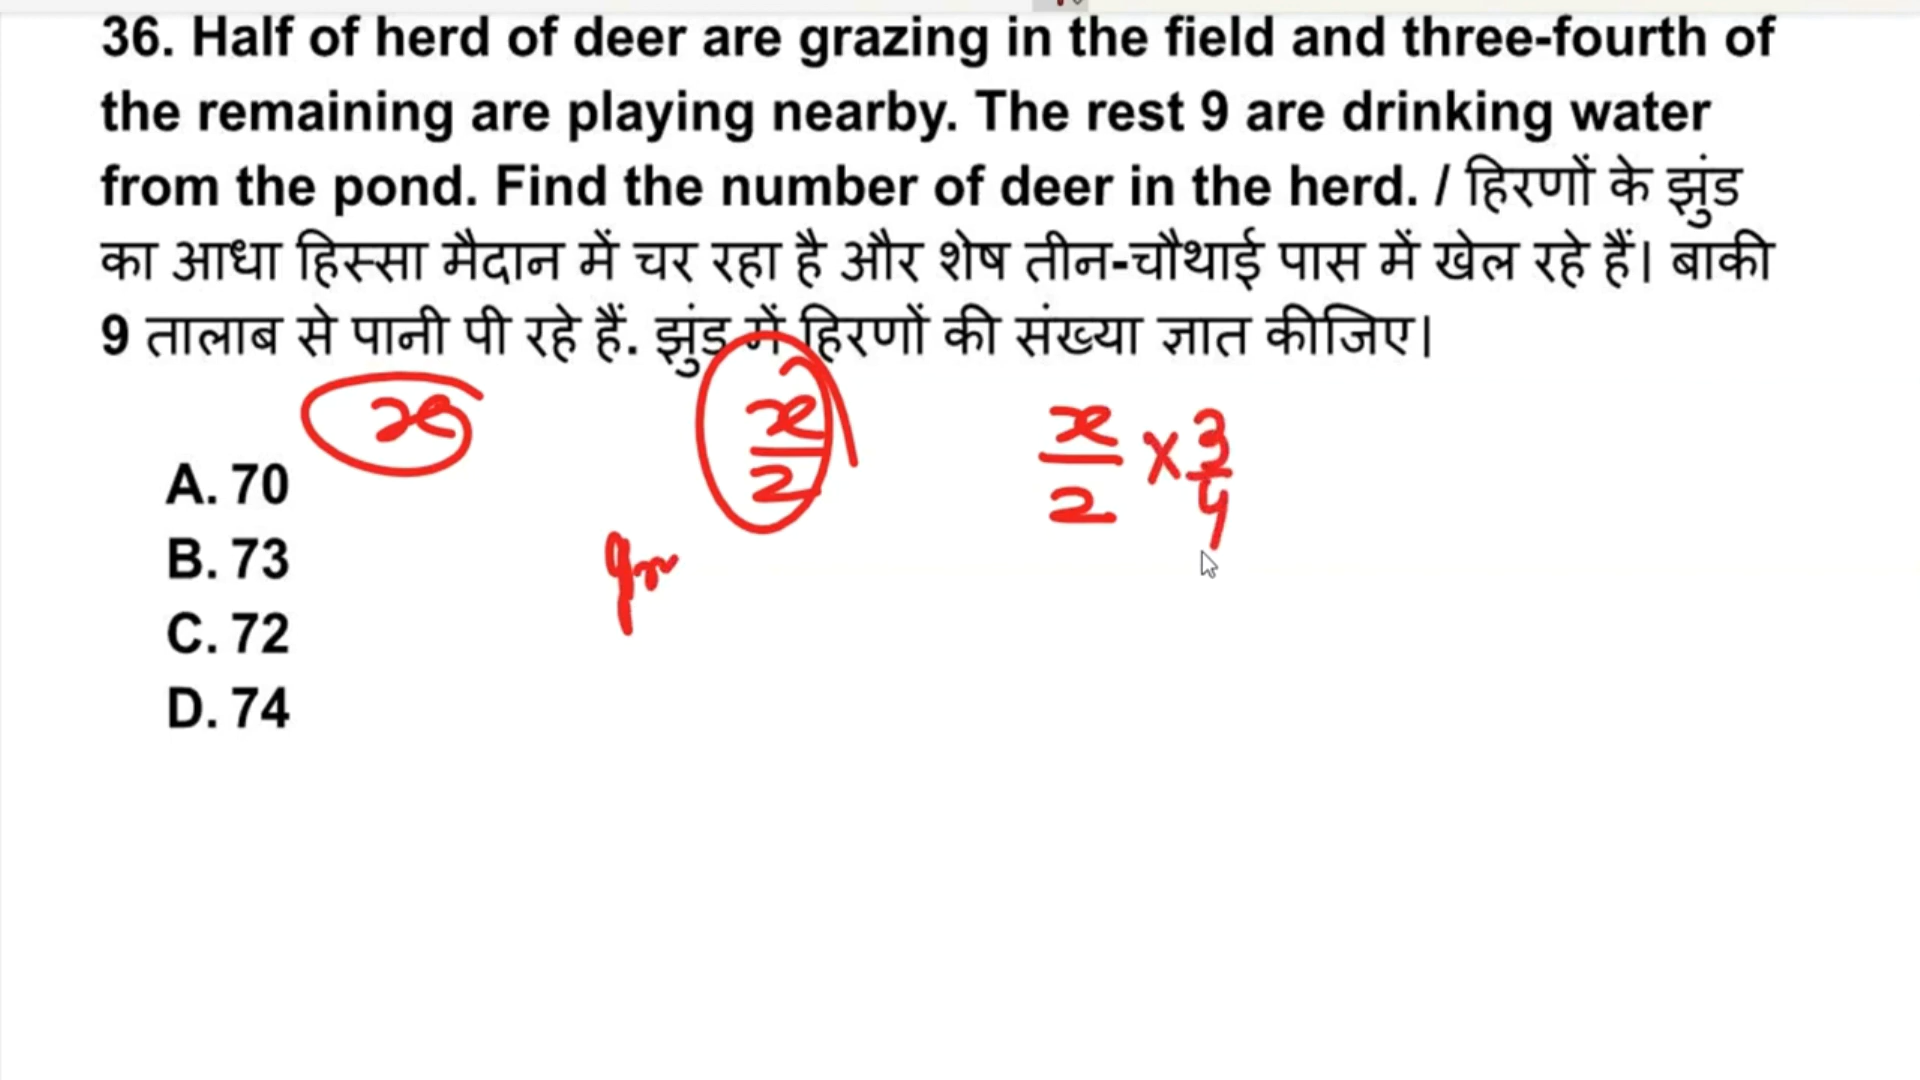 36. Half of herd of deer are grazing in the field and three-fourth of
the remaining are playing nearby. The rest 9 are drinking water
from the pond. Find the number of deer in the herd. / हिरणों के झुंड
का आधा हिस्सा मैदान में चर रहा है और शेष तीन-चौथाई पास में खेल रहे हैं। बाकी
9 तालाब से पानी पी रहे हैं. झुंड में हिरणों की संख्या ज्ञात कीजिए।
x
x/2
x/2 × 3/4
A. 70
B. 73
C. 72
D. 74